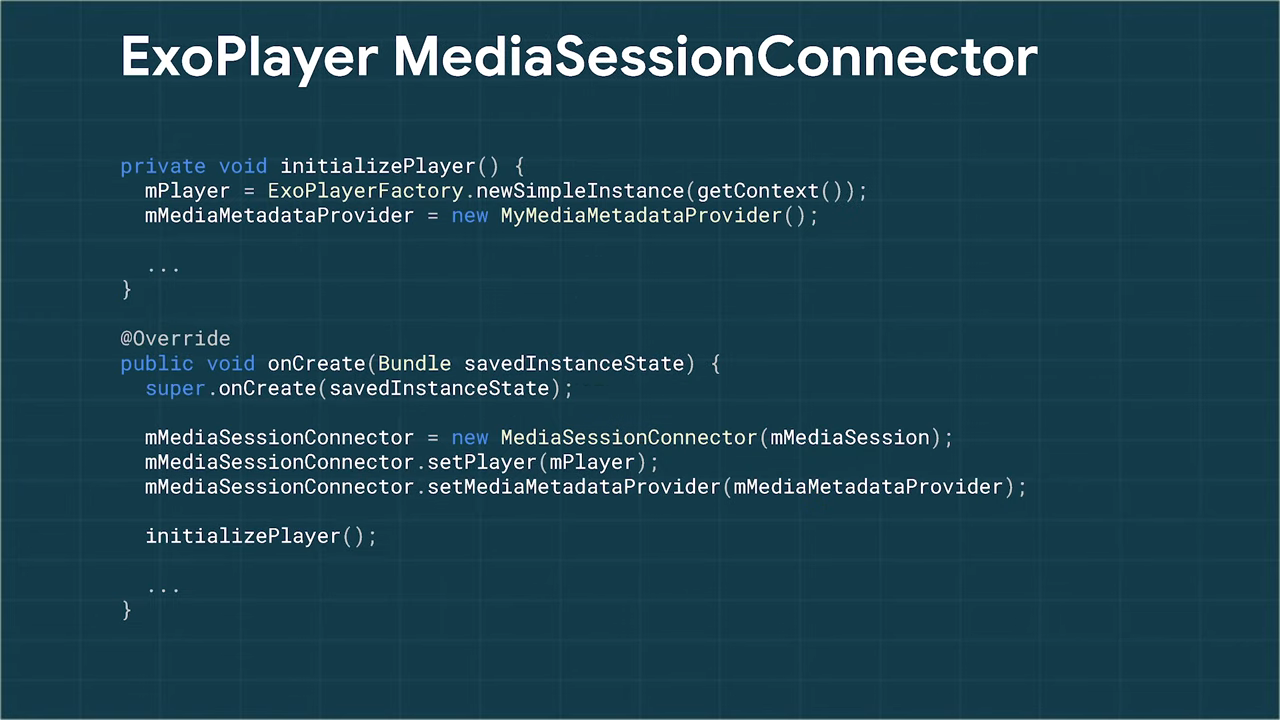 ExoPlayer MediaSessionConnector
private void initializePlayer() {
  mPlayer = ExoPlayerFactory.newSimpleInstance(getContext());
  mMediaMetadataProvider = new MyMediaMetadataProvider();
  ...
}
@Override
public void onCreate(Bundle savedInstanceState) {
  super.onCreate(savedInstanceState);
  mMediaSessionConnector = new MediaSessionConnector(mMediaSession);
  mMediaSessionConnector.setPlayer(mPlayer);
  mMediaSessionConnector.setMediaMetadataProvider(mMediaMetadataProvider);
  initializePlayer();
  ...
}